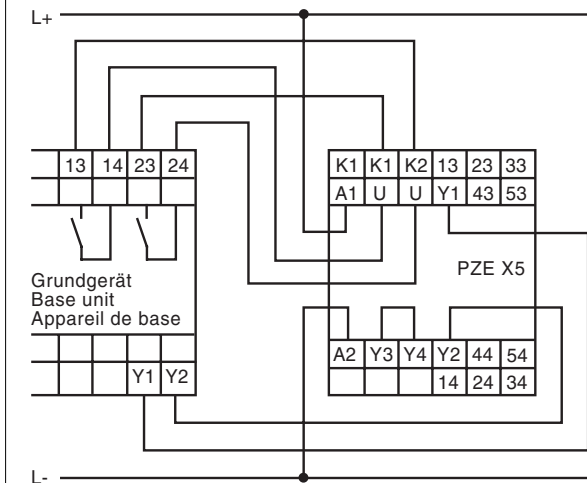 L+
13 14 23 24
K1 K1 K2 13 23 33
A1 U U Y1 43 53
PZE X5
Grundgerät
Base unit
Appareil de base
A2 Y3 Y4 Y2 44 54
14 24 34
Y1 Y2
L-